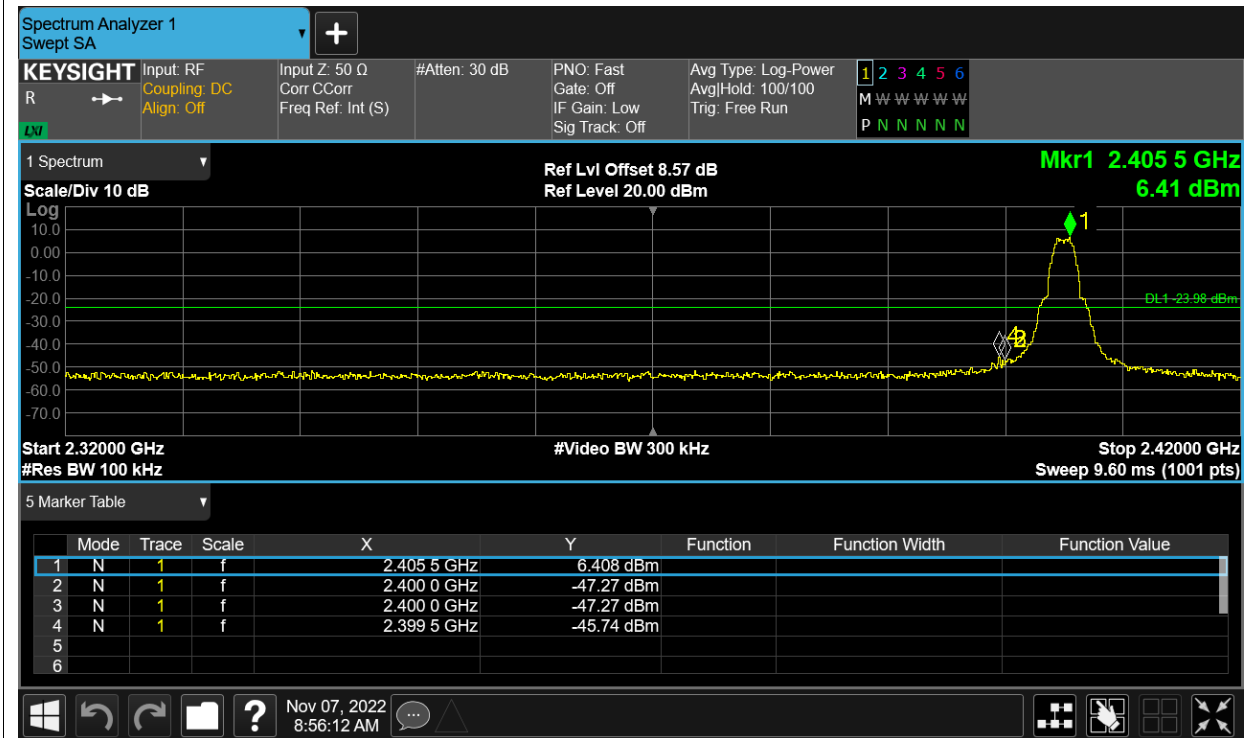 Spectrum Analyzer 1
Swept SA
+
KEYSIGHT
R
LXI
Input: RF
Coupling: DC
Align: Off
Input Z: 50 Ω
Corr CCorr
Freq Ref: Int (S)
#Atten: 30 dB
PNO: Fast
Gate: Off
IF Gain: Low
Sig Track: Off
Avg Type: Log-Power
Avg|Hold: 100/100
Trig: Free Run
1 2 3 4 5 6
M W W W W W
P N N N N N
1 Spectrum
Scale/Div 10 dB
Ref Lvl Offset 8.57 dB
Ref Level 20.00 dBm
Mkr1 2.405 5 GHz
6.41 dBm
Log
10.0
0.00
-10.0
-20.0
-30.0
-40.0
-50.0
-60.0
-70.0
1
DL1 -23.98 dBm
4
Start 2.32000 GHz
#Video BW 300 kHz
Stop 2.42000 GHz
#Res BW 100 kHz
Sweep 9.60 ms (1001 pts)
5 Marker Table
Mode Trace Scale X Y Function Function Width Function Value
1 N 1 f 2.405 5 GHz 6.408 dBm
2 N 1 f 2.400 0 GHz -47.27 dBm
3 N 1 f 2.400 0 GHz -47.27 dBm
4 N 1 f 2.399 5 GHz -45.74 dBm
5
6
?
Nov 07, 2022
8:56:12 AM